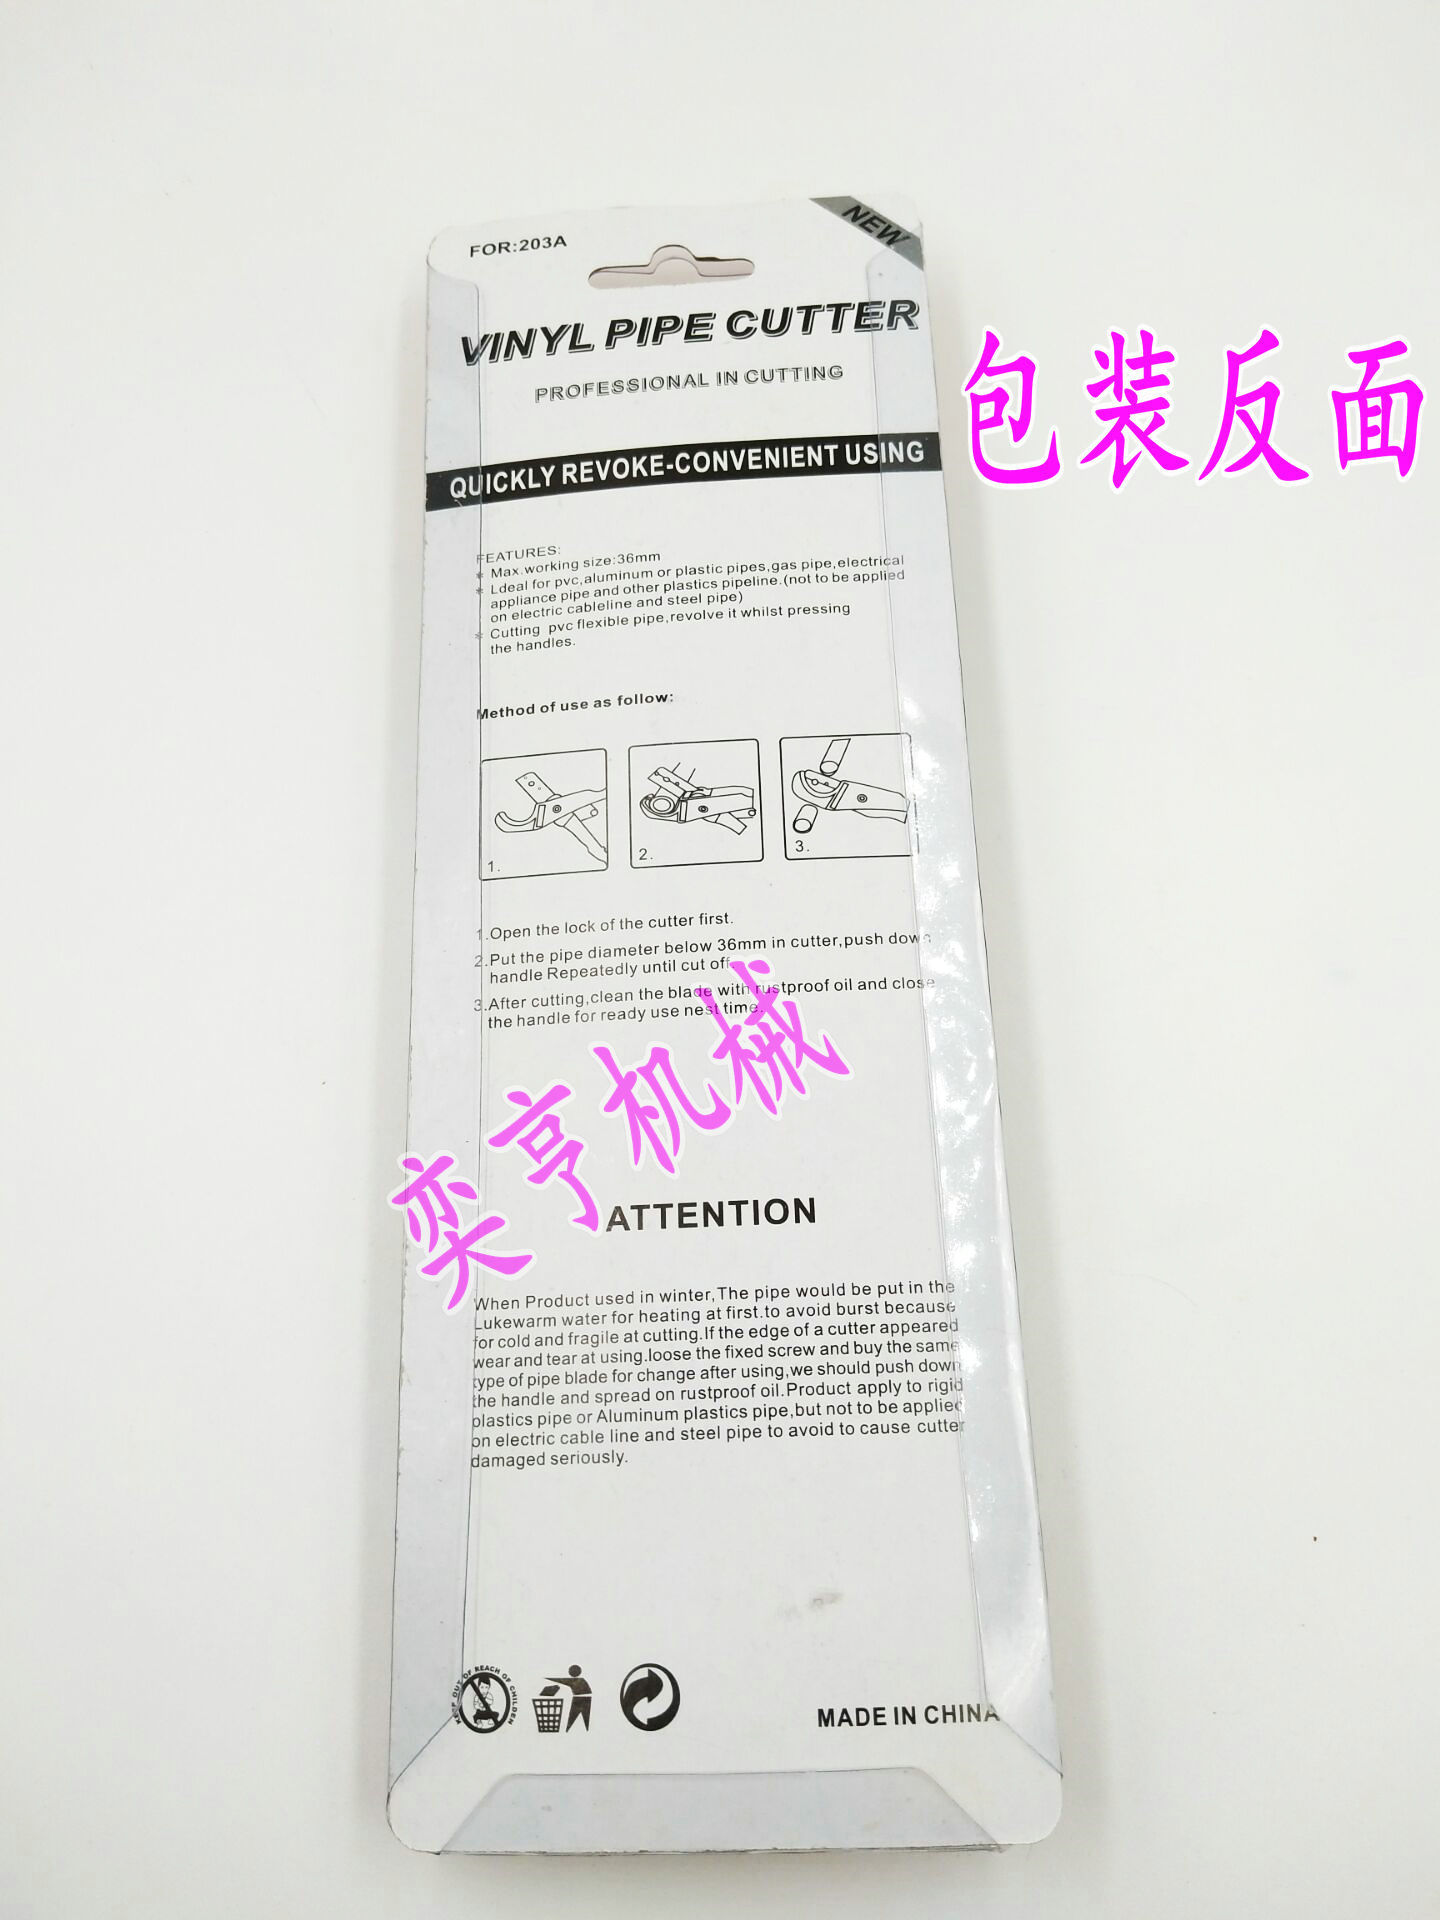 FOR:203A
NEW
VINYL PIPE CUTTER
PROFESSIONAL IN CUTTING
包装反面
QUICKLY REVOKE-CONVENIENT USING
FEATURES:
* Max.working size:36mm
* Ldeal for pvc,aluminum or plastic pipes,gas pipe,electrical
appliance pipe and other plastics pipeline.(not to be applied
on electric cableline and steel pipe)
* Cutting pvc flexible pipe,revolve it whilst pressing
the handles.
Method of use as follow:
1.
2.
3.
1.Open the lock of the cutter first.
2.Put the pipe diameter below 36mm in cutter,push down
handle Repeatedly until cut off.
3.After cutting,clean the blade with rustproof oil and close
the handle for ready use nest time.
奕亨机械
ATTENTION
When Product used in winter,The pipe would be put in the
Lukewarm water for heating at first.to avoid burst because
for cold and fragile at cutting.If the edge of a cutter appeared
wear and tear at using.loose the fixed screw and buy the same
type of pipe blade for change after using,we should push down
the handle and spread on rustproof oil.Product apply to rigid
plastics pipe or Aluminum plastics pipe,but not to be applied
on electric cable line and steel pipe to avoid to cause cutter
damaged seriously.
KEEP OUT OF REACH OF CHILDEN
MADE IN CHINA